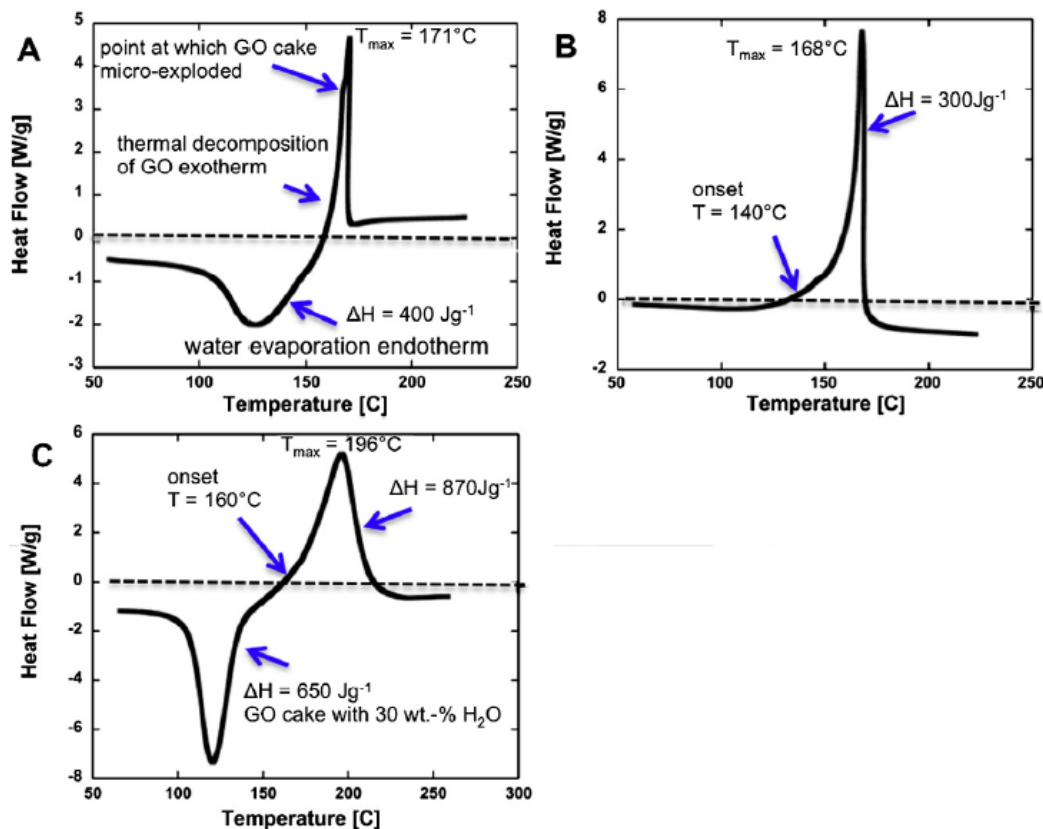 A
point at which GO cake
micro-exploded
T max = 171°C
thermal decomposition
of GO exotherm
ΔH = 400 Jg-1
water evaporation endotherm
Heat Flow [W/g]
5
4
3
2
1
0
-1
-2
-3
50 100 150 200 250
Temperature [C]
B
T max = 168°C
ΔH = 300Jg-1
onset
T = 140°C
Heat Flow [W/g]
8
6
4
2
0
-2
50 100 150 200 250
Temperature [C]
C
T max = 196°C
onset
T = 160°C
ΔH = 870Jg-1
ΔH = 650 Jg-1
GO cake with 30 wt.-% H2O
Heat Flow [W/g]
6
4
2
0
-2
-4
-6
-8
50 100 150 200 250 300
Temperature [C]